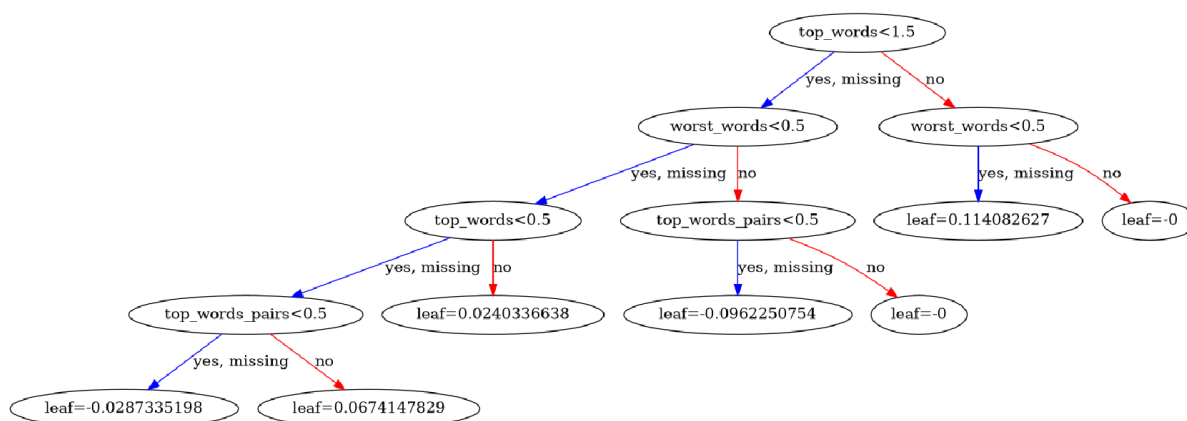 top_words<1.5
yes, missing
no
worst_words<0.5
worst_words<0.5
yes, missing
no
yes, missing
no
top_words<0.5
top_words_pairs<0.5
leaf=0.114082627
leaf=-0
yes, missing
no
yes, missing
no
top_words_pairs<0.5
leaf=0.0240336638
leaf=-0.0962250754
leaf=-0
yes, missing
no
leaf=-0.0287335198
leaf=0.0674147829